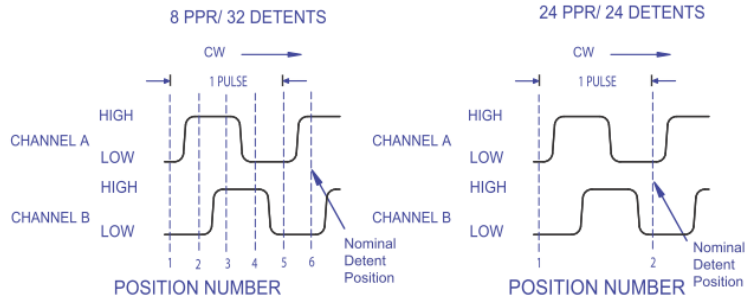 8 PPR/ 32 DETENTS
CW
1 PULSE
HIGH
CHANNEL A
LOW
HIGH
CHANNEL B
LOW
1 2 3 4 5 6
Nominal
Detent
Position
POSITION NUMBER
24 PPR/ 24 DETENTS
CW
1 PULSE
HIGH
CHANNEL A
LOW
HIGH
CHANNEL B
LOW
1 2
Nominal
Detent
Position
POSITION NUMBER